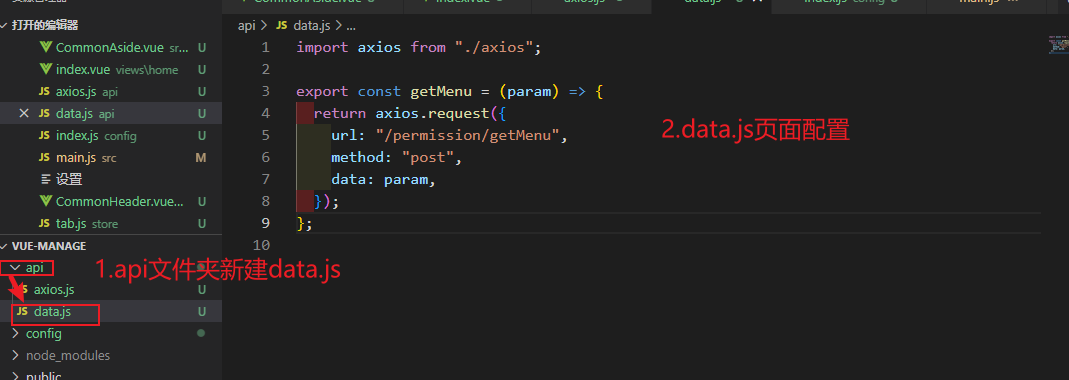 打开的编辑器
CommonAside.vue sr... U
index.vue views\home U
JS axios.js api U
JS data.js api U
JS index.js config U
JS main.js src M
设置
CommonHeader.vue... U
JS tab.js store U
VUE-MANAGE
api
JS axios.js U
JS data.js U
config
node_modules
public
1.api文件夹新建data.js
api > JS data.js > ...
1 import axios from "./axios";
2
3 export const getMenu = (param) => {
4 return axios.request({
5 url: "/permission/getMenu",
6 method: "post",
7 data: param,
8 });
9 };
10
2.data.js页面配置